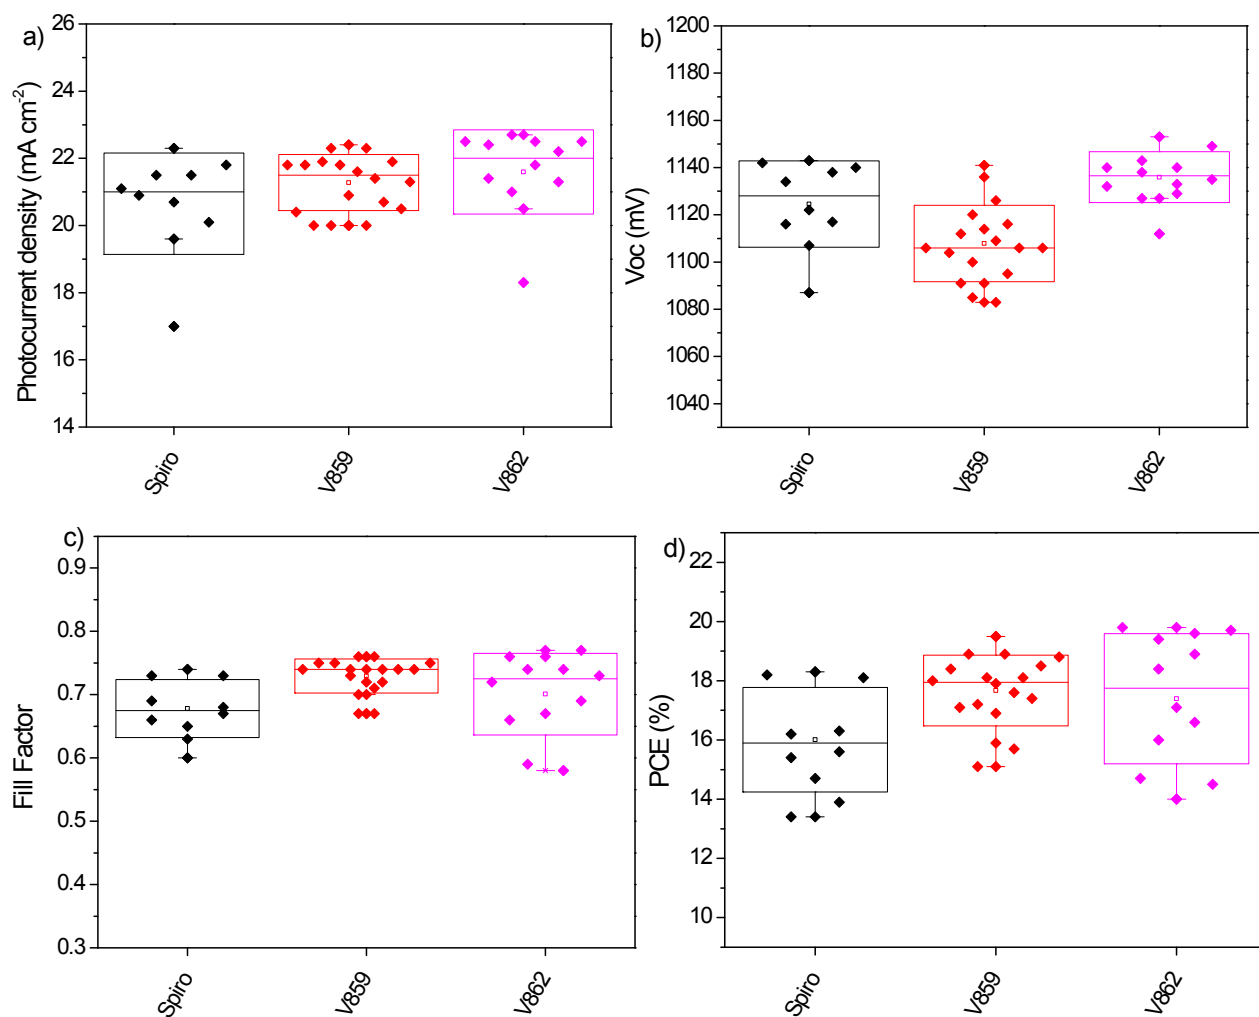 a)
Photocurrent density (mA cm⁻²)
26
24
22
20
18
16
14
Spiro
V859
V862
b)
Voc (mV)
1200
1180
1160
1140
1120
1100
1080
1060
1040
Spiro
V859
V862
c)
Fill Factor
0.9
0.8
0.7
0.6
0.5
0.4
0.3
Spiro
V859
V862
d)
PCE (%)
22
20
18
16
14
12
10
Spiro
V859
V862